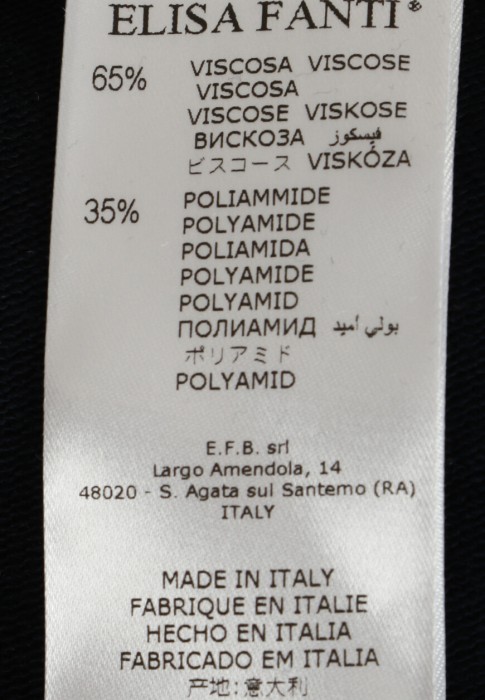 ELISA FANTI®
65% VISCOSA VISCOSE
VISCOSA
VISCOSE VISKOSE
ВИСКОЗА فيسكوز
ビスコース VISKÓZA
35% POLIAMMIDE
POLYAMIDE
POLIAMIDA
POLYAMIDE
POLYAMID
ПОЛИАМИД بولي أميد
ポリアミド
POLYAMID
E.F.B. srl
Largo Amendola, 14
48020 - S. Agata sul Santemo (RA)
ITALY
MADE IN ITALY
FABRIQUE EN ITALIE
HECHO EN ITALIA
FABRICADO EM ITALIA
产地:意大利